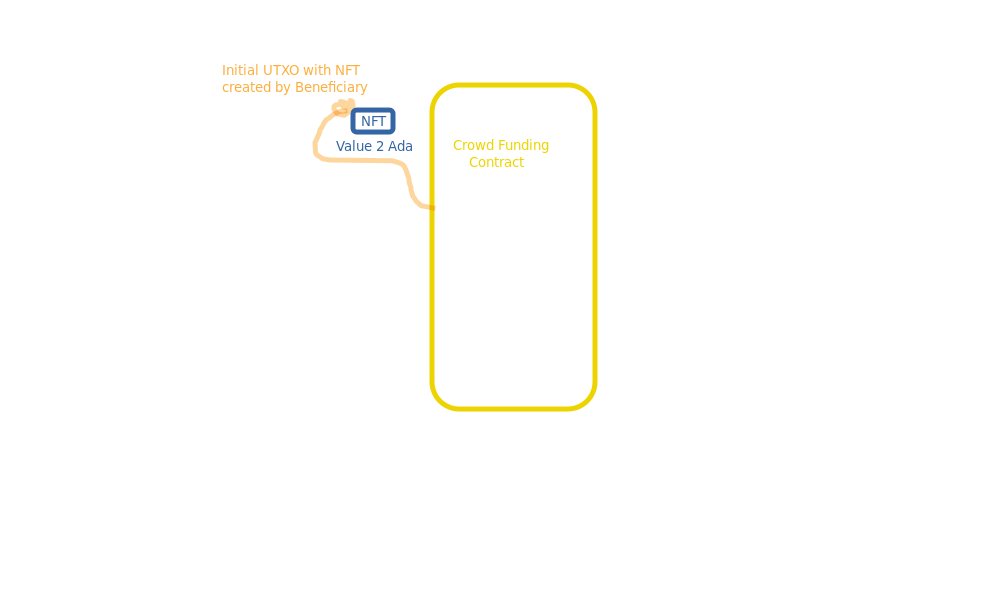 Initial UTXO with NFT
created by Beneficiary
NFT
Value 2 Ada
Crowd Funding
Contract